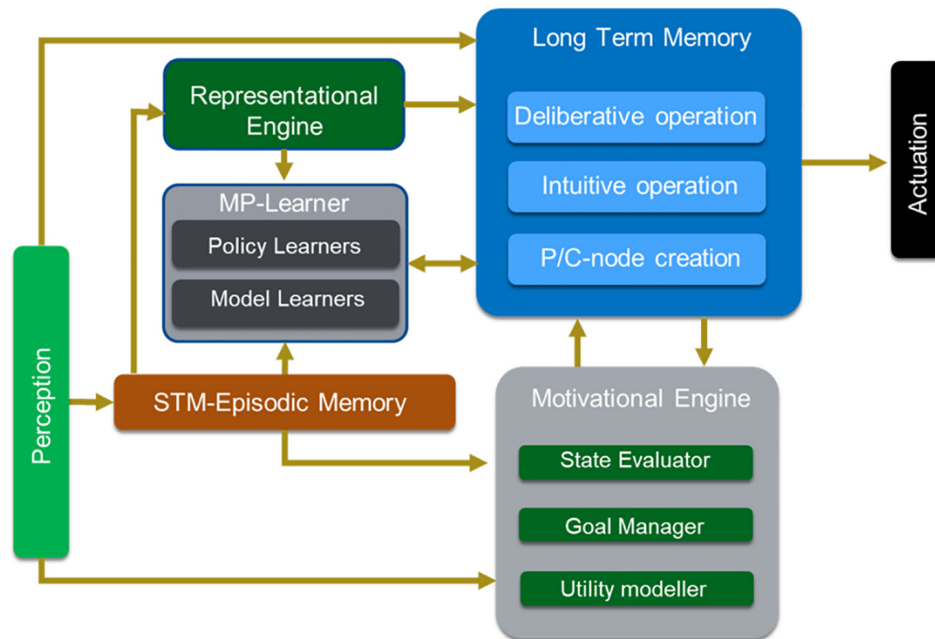 Long Term Memory
Representational
Engine
Deliberative operation
Actuation
Intuitive operation
MP-Learner
Policy Learners
P/C-node creation
Model Learners
Perception
STM-Episodic Memory
Motivational Engine
State Evaluator
Goal Manager
Utility modeller